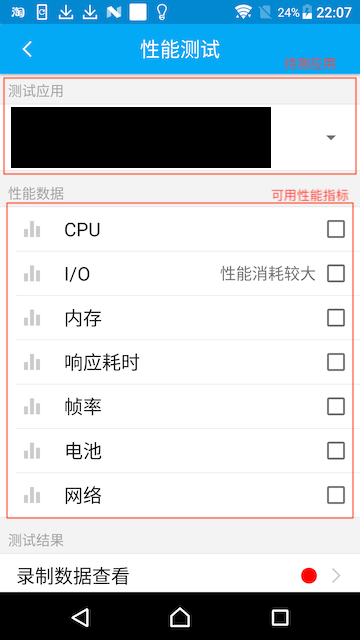 淘 24% 22:07
性能测试
待测应用
测试应用
性能数据 可用性能指标
CPU
I/O 性能消耗较大
内存
响应耗时
帧率
电池
网络
测试结果
录制数据查看